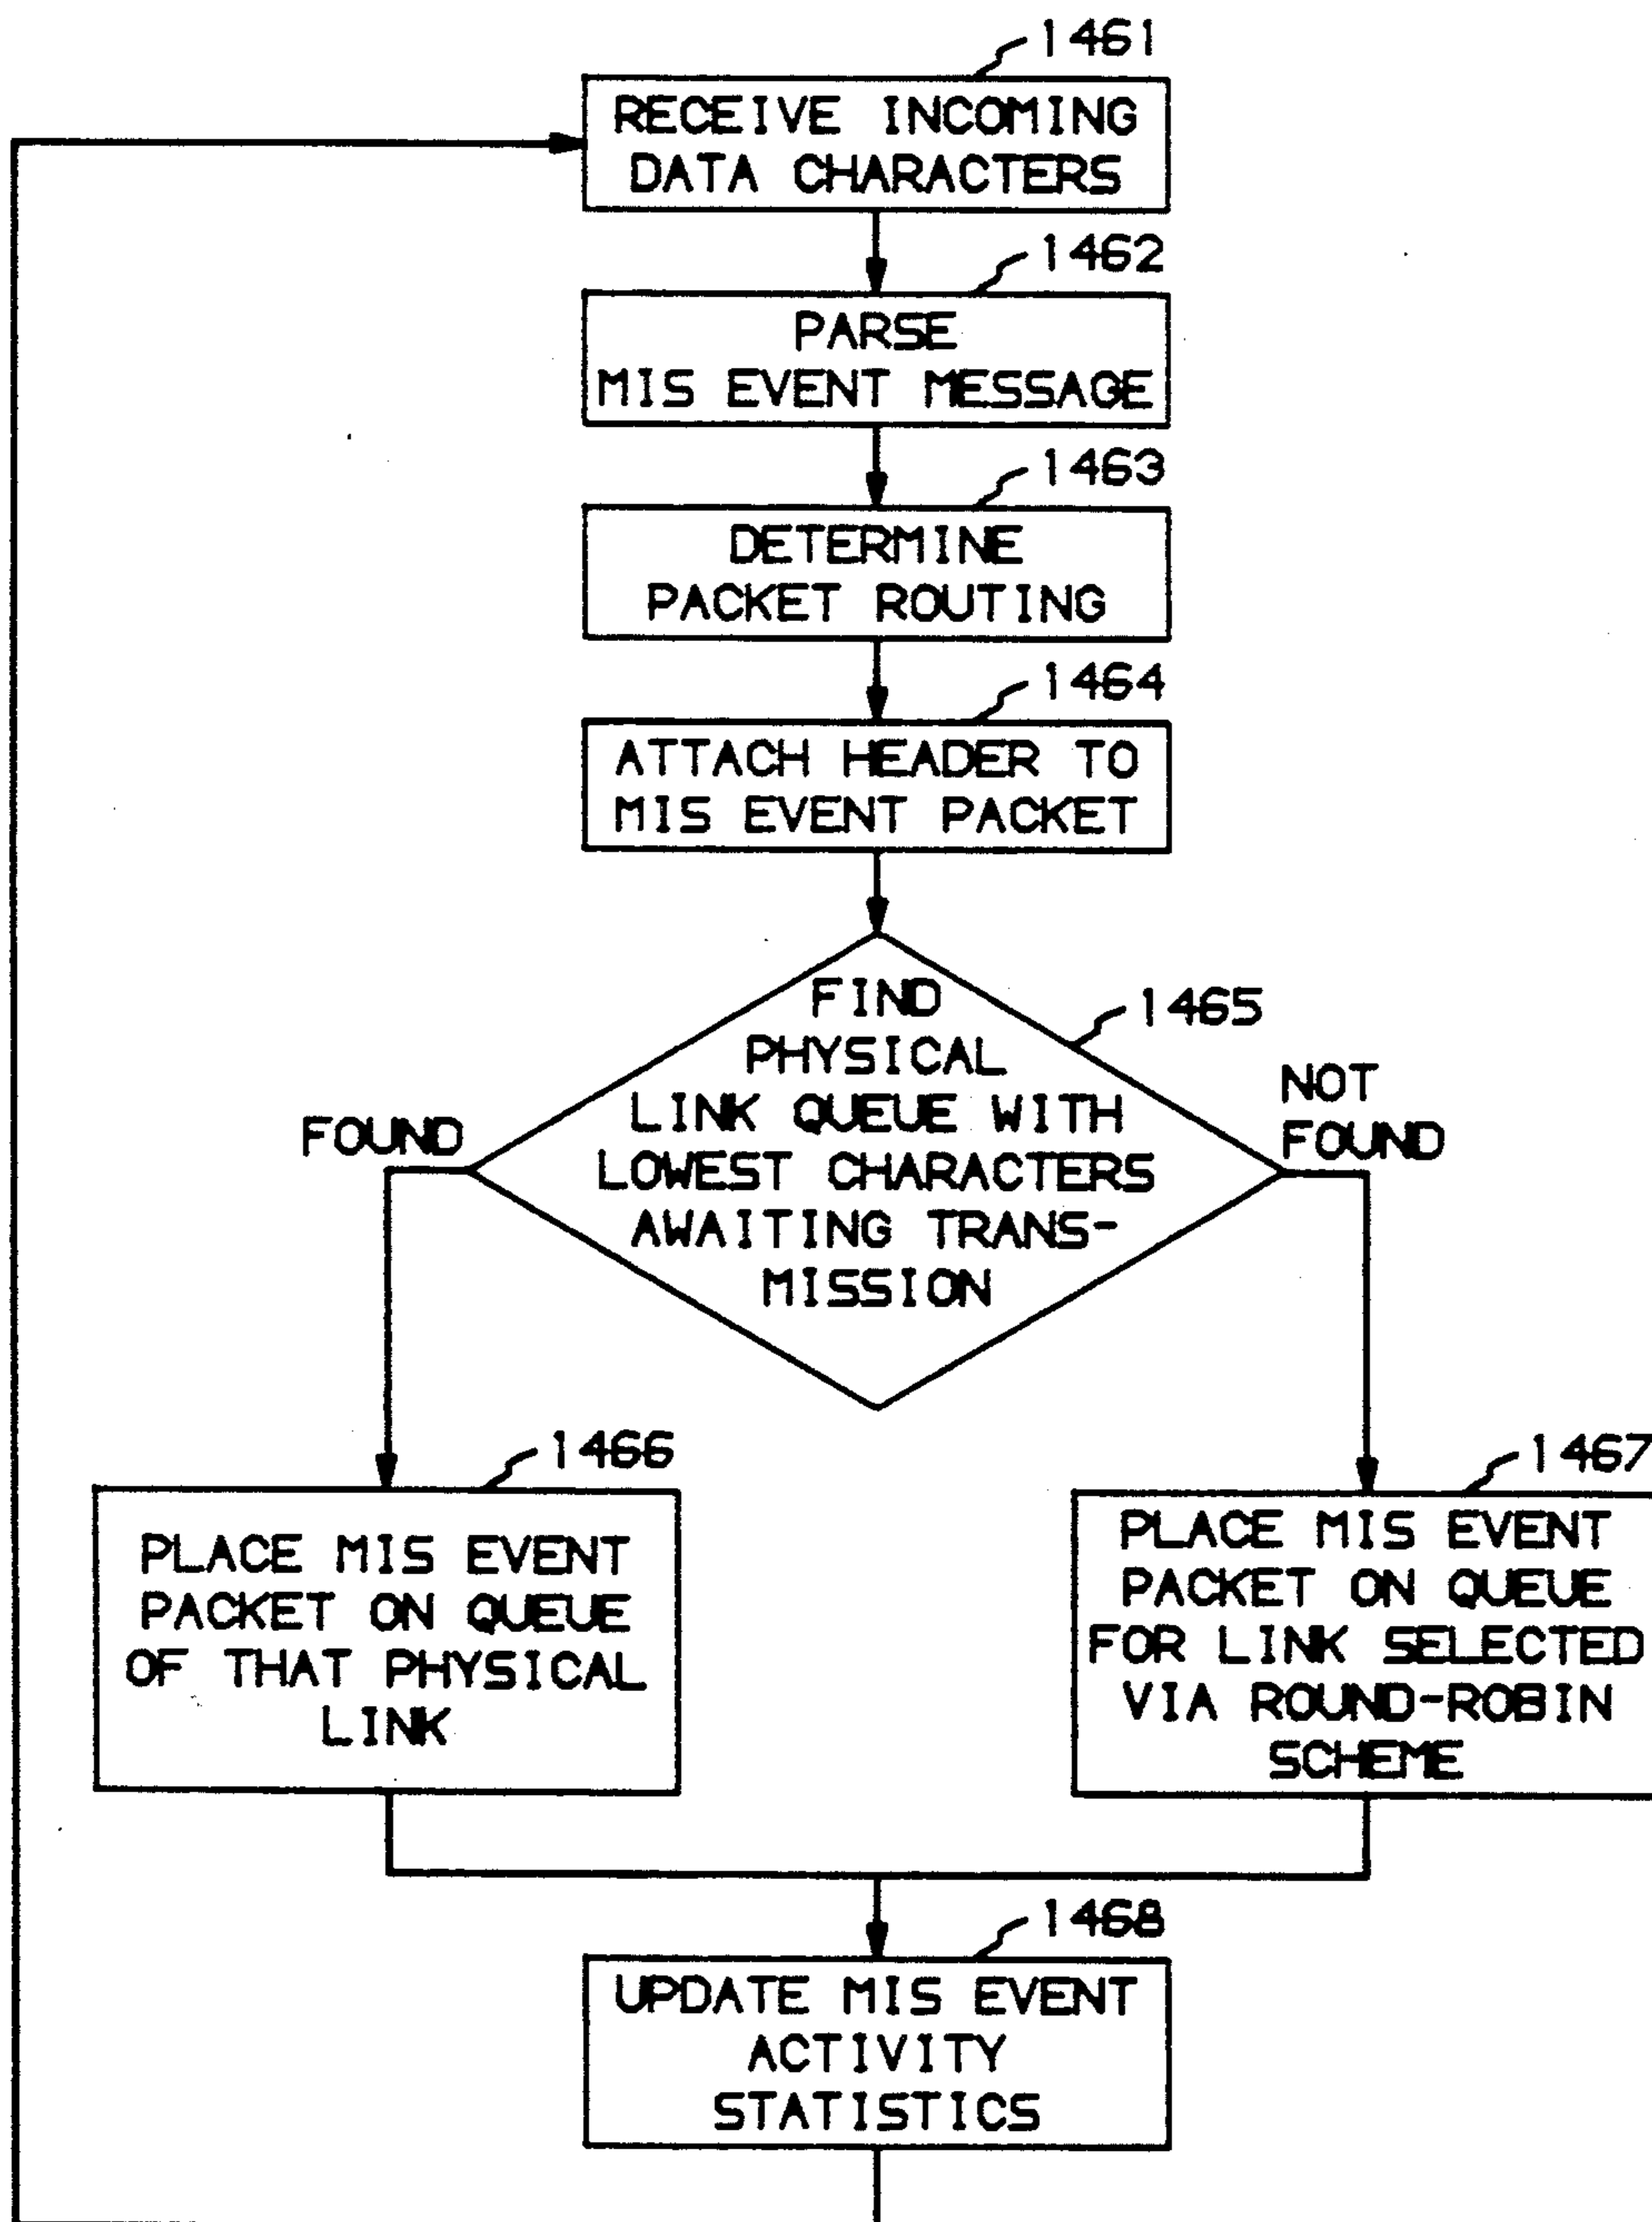 1461
RECEIVE INCOMING
DATA CHARACTERS
1462
PARSE
MIS EVENT MESSAGE
1463
DETERMINE
PACKET ROUTING
1464
ATTACH HEADER TO
MIS EVENT PACKET
1465
FIND
PHYSICAL
LINK QUEUE WITH
LOWEST CHARACTERS
AWAITING TRANS-
MISSION
FOUND
NOT
FOUND
1466
PLACE MIS EVENT
PACKET ON QUEUE
OF THAT PHYSICAL
LINK
1467
PLACE MIS EVENT
PACKET ON QUEUE
FOR LINK SELECTED
VIA ROUND-ROBIN
SCHEME
1468
UPDATE MIS EVENT
ACTIVITY
STATISTICS